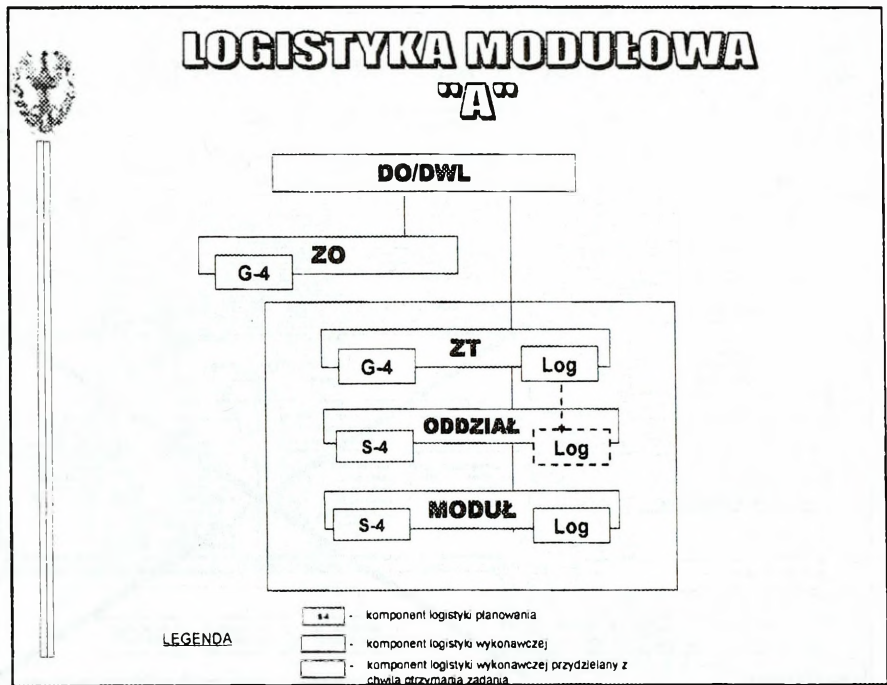 LOGISTYKA MODUŁOWA
"A"
DO/DWL
ZO
G-4
ZT
G-4
Log
ODDZIAŁ
S-4
Log
MODUŁ
S-4
Log
LEGENDA
S-4 - komponent logistyki planowania
- komponent logistyki wykonawczej
- komponent logistyki wykonawczej przydzielany z
chwilą otrzymania zadania